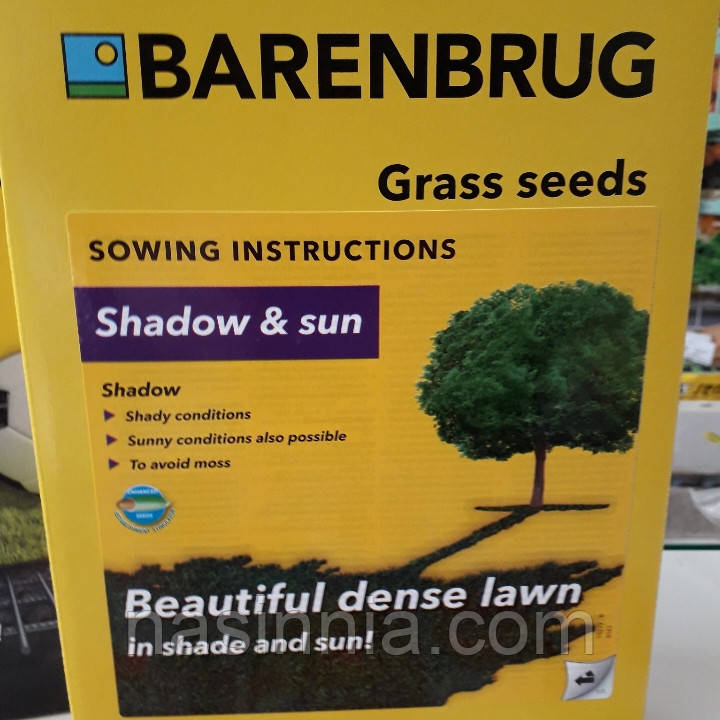 BARENBRUG
Grass seeds
SOWING INSTRUCTIONS
Shadow & sun
Shadow
Shady conditions
Sunny conditions also possible
To avoid moss
Beautiful dense lawn
in shade and sun!
nasinnia.com